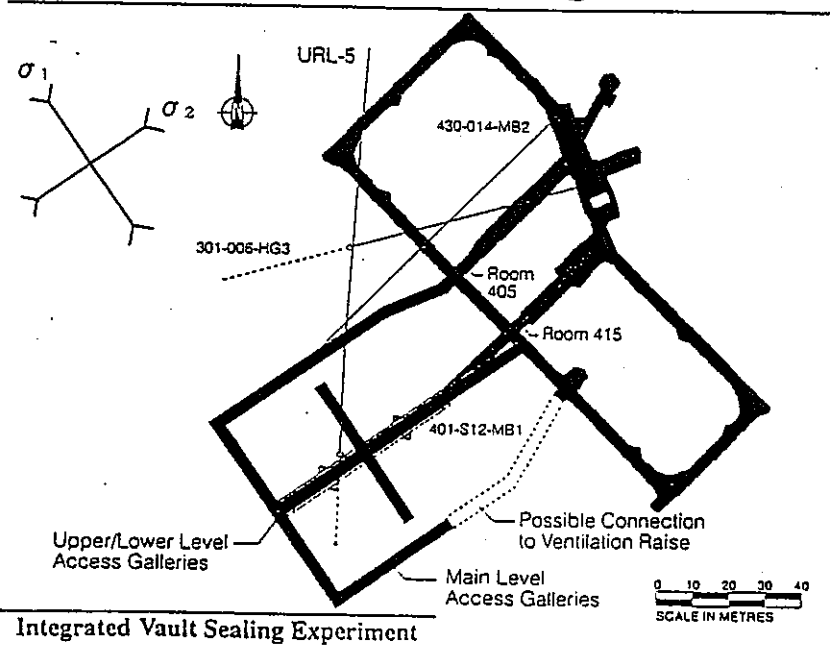 URL-5
σ 1
σ 2
430-014-MB2
301-006-HG3
Room
405
Room 415
401-S12-MB1
Upper/Lower Level
Access Galleries
Possible Connection
to Ventilation Raise
Main Level
Access Galleries
0 10 20 30 40
SCALE IN METRES
Integrated Vault Sealing Experiment